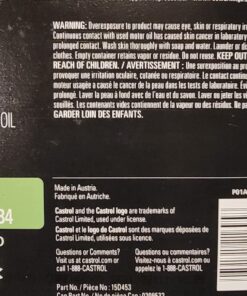 WARNING: Overexposure to product may cause eye, skin or respiratory
Continuous contact with used motor oil has caused skin cancer in laboratory
prolonged contact. Wash skin thoroughly with soap. Launder or
clothes. Empty container retains vapor or residue. Do not reuse. KEEP OUT
REACH OF CHILDREN. / AVERTISSEMENT : Une surexposition au
provoquer une irritation oculaire, cutanée ou respiratoire. Le contact
moteur usagée a causé le cancer de la peau dans des tests en laboratoire.
prolongé. Laver la peau à fond avec de l'eau et du savon. Laver ou jeter les
souillés. Les contenants vides contiennent de la vapeur ou des résidus. Ne
GARDER LOIN DES ENFANTS.
OIL
Made in Austria.
Fabriqué en Autriche.
P01A
34
Castrol and the Castrol logo are trademarks of
Castrol Limited, used under license.
Castrol et le logo de Castrol sont des marques déposées de
Castrol Limited, utilisées sous licence.
Questions or Comments?
Visit us at castrol.com or
call 1-888-CASTROL
Questions ou commentaires?
Visitez-nous à castrol.com
ou appelez 1-888-CASTROL
Part No. / Pièce No : 15D453